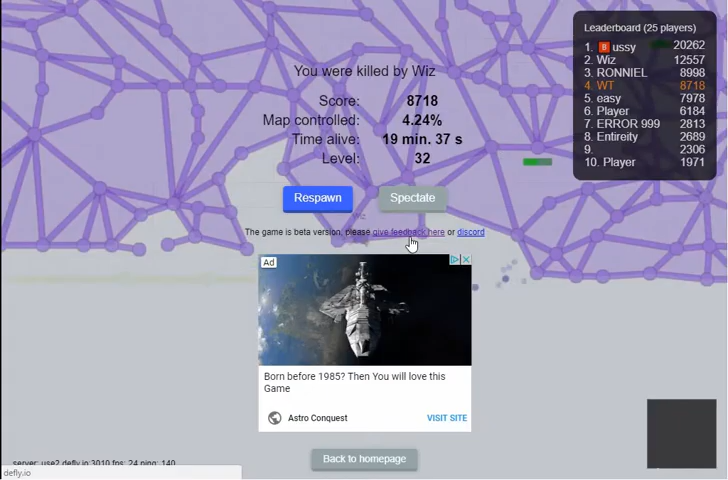 Leaderboard (25 players)
1. B ussy 20262
2. Wiz 12557
3. RONNIEL 8998
4. WT 8718
5. easy 7978
6. Player 6184
7. ERROR 999 2813
8. Entireity 2689
9. 2306
10. Player 1971
You were killed by Wiz
Score: 8718
Map controlled: 4.24%
Time alive: 19 min. 37 s
Level: 32
Respawn Spectate
Wiz
The game is beta version, please give feedback here or discord
Ad
Born before 1985? Then You will love this
Game
Astro Conquest VISIT SITE
Back to homepage
server: use2.defly.io:3010 fps: 24 ping: 140
defly.io